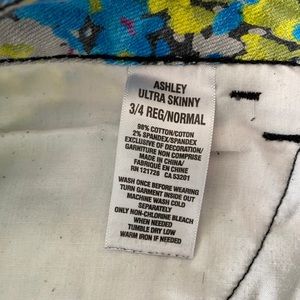 ASHLEY
ULTRA SKINNY
3/4 REG/NORMAL
98% COTTON/COTON
2% SPANDEX/SPANDEX
EXCLUSIVE OF DECORATION/
GARNITURE NON COMPRISE
MADE IN CHINA/
FABRIQUÉ EN CHINE
RN 121728 CA 53201
WASH ONCE BEFORE WEARING
TURN GARMENT INSIDE OUT
MACHINE WASH COLD
SEPARATELY
ONLY NON-CHLORINE BLEACH
WHEN NEEDED
TUMBLE DRY LOW
WARM IRON IF NEEDED